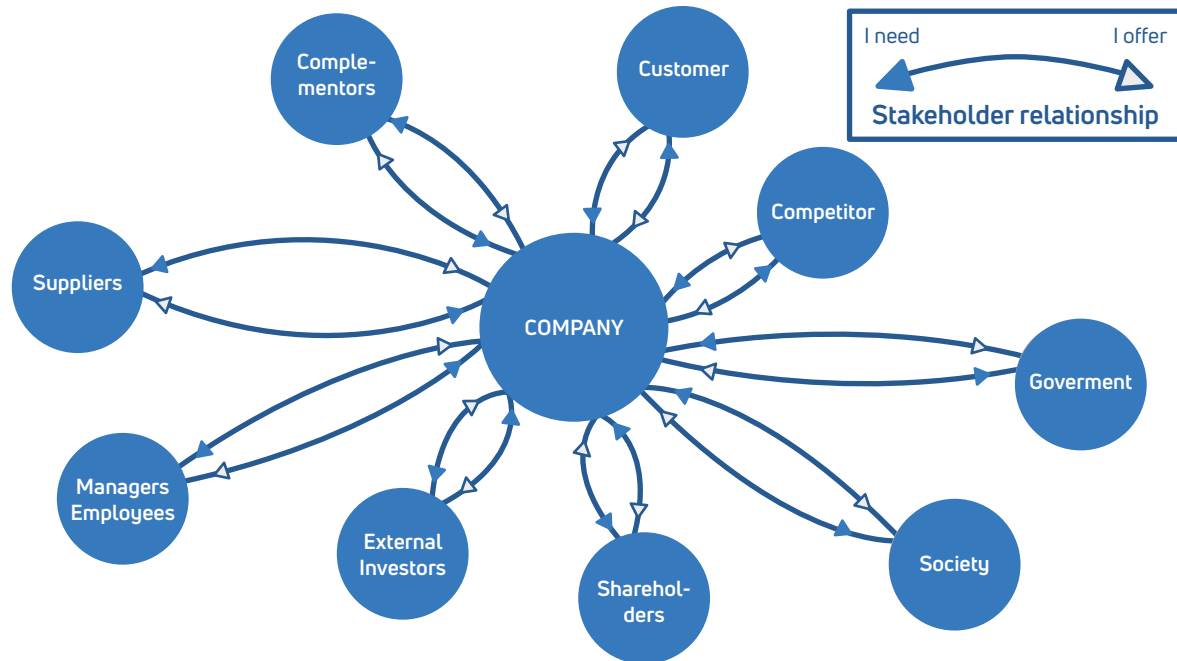 I need
I offer
Stakeholder relationship
Comple-
mentors
Customer
Competitor
Suppliers
COMPANY
Goverment
Managers
Employees
External
Investors
Sharehol-
ders
Society